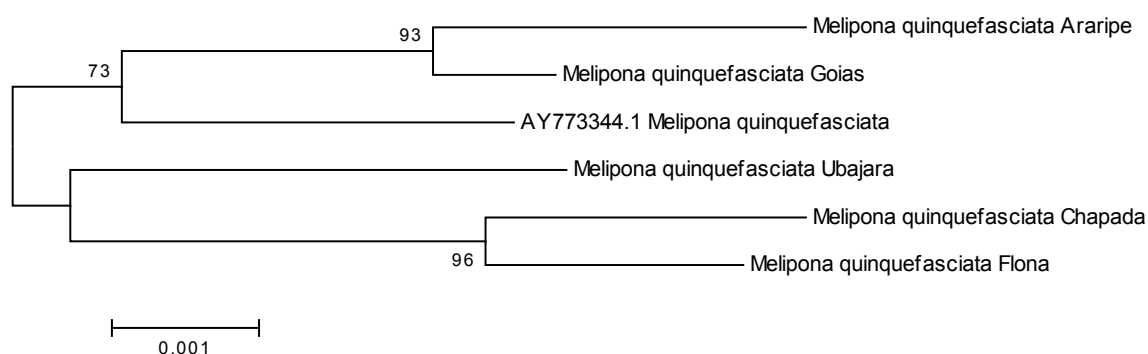 Melipona quinquefasciata Araripe
93
Melipona quinquefasciata Goias
73
AY773344.1 Melipona quinquefasciata
Melipona quinquefasciata Ubajara
Melipona quinquefasciata Chapada
96
Melipona quinquefasciata Flona
0.001